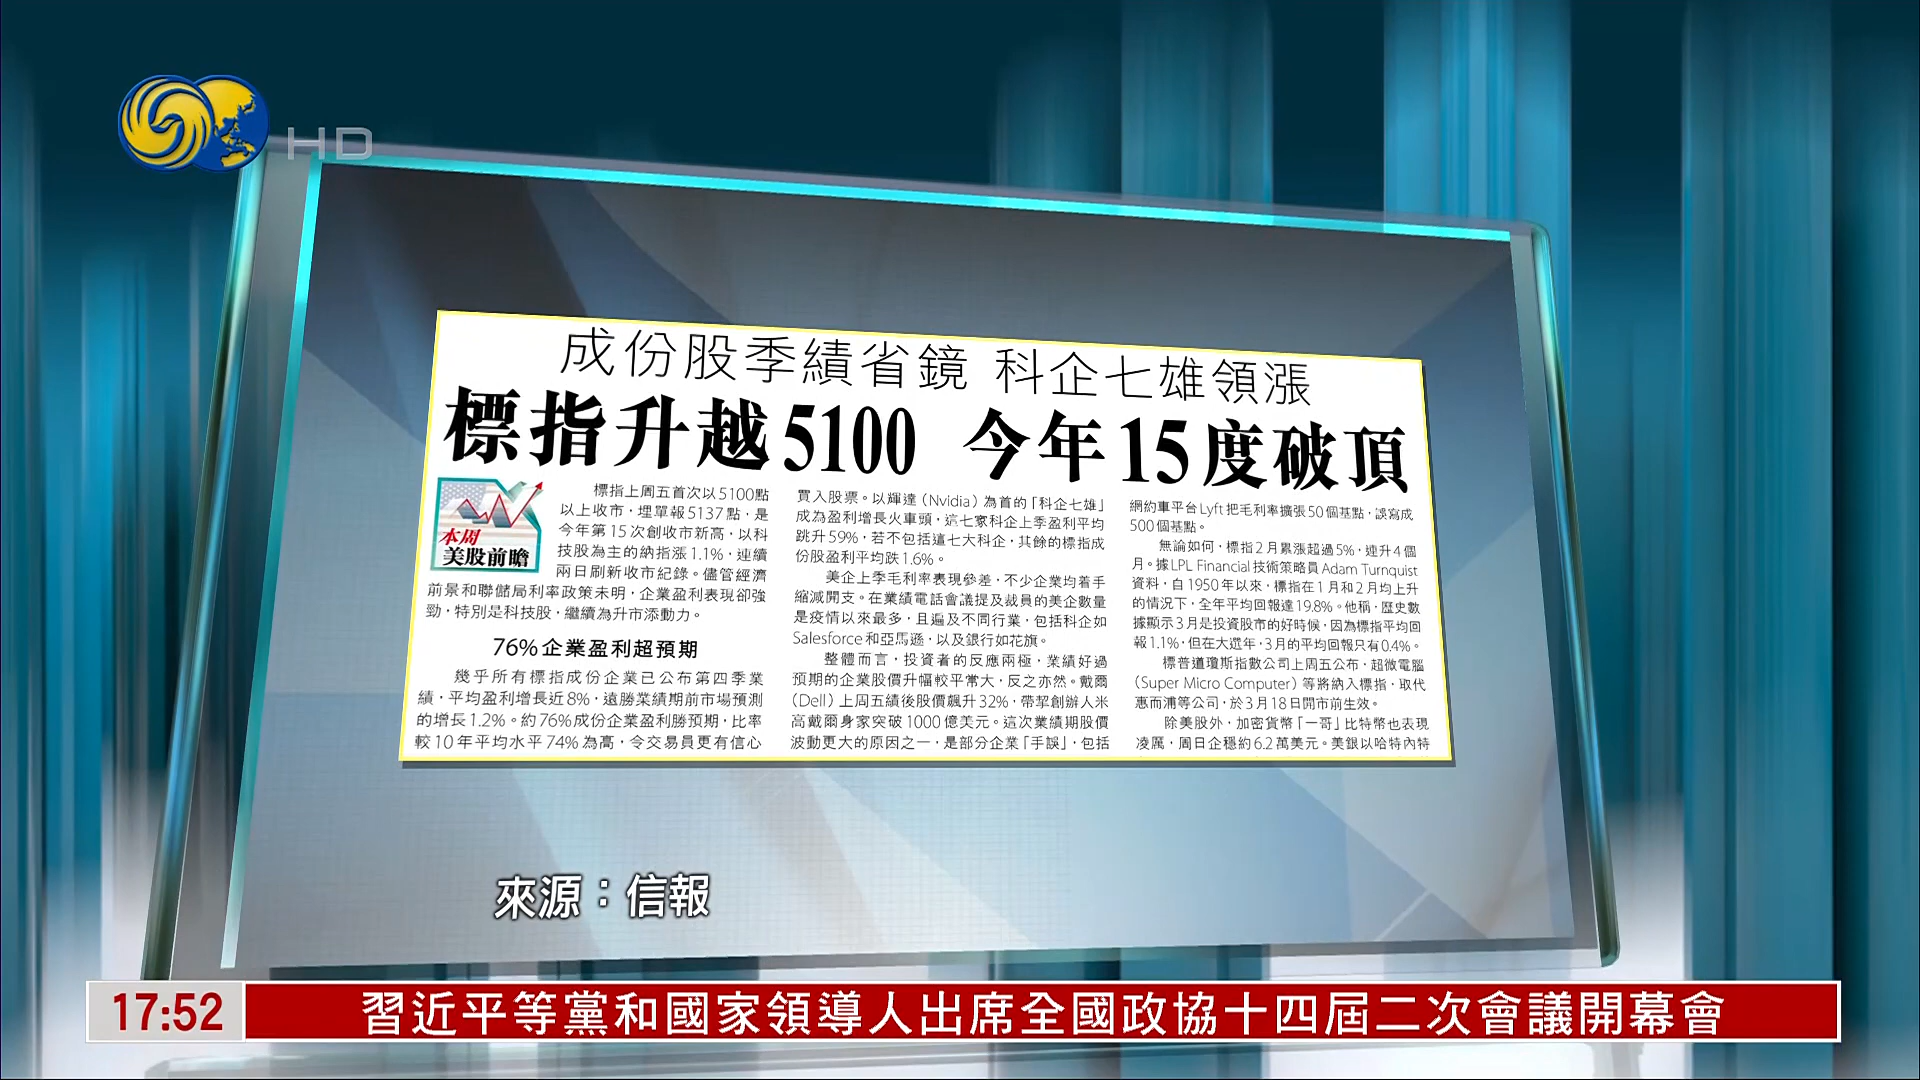 HD
成份股季績省鏡 科企七雄領漲
標指升越5100 今年15度破頂
本周
美股前瞻
標指上周五首次以5100點
以上收市，埋單報5137點，是
今年第15次創收市新高，以科
技股為主的納指漲1.1%，連續
兩日刷新收市紀錄。儘管經濟
前景和聯儲局利率政策未明，企業盈利表現卻強
勁，特別是科技股，繼續為升市添動力。
76%企業盈利超預期
幾乎所有標指成份企業已公布第四季業
績，平均盈利增長近8%，遠勝業績期前市場預測
的增長1.2%。約76%成份企業盈利勝預期，比率
較10年平均水平74%為高，令交易員更有信心
買入股票。以輝達（Nvidia）為首的「科企七雄」
成為盈利增長火車頭，這七家科企上季盈利平均
跳升59%，若不包括這七大科企，其餘的標指成
份股盈利平均跌1.6%。
美企上季毛利率表現參差，不少企業均着手
縮減開支。在業績電話會議提及裁員的美企數量
是疫情以來最多，且遍及不同行業，包括科企如
Salesforce和亞馬遜，以及銀行如花旗。
整體而言，投資者的反應兩極，業績好過
預期的企業股價升幅較平常大，反之亦然。戴爾
（Dell）上周五績後股價飆升32%，帶挈創辦人米
高戴爾身家突破1000億美元。這次業績期股價
波動更大的原因之一，是部分企業「手誤」，包括
網約車平台Lyft把毛利率擴張50個基點，誤寫成
500個基點。
無論如何，標指2月累漲超過5%，連升4個
月。據LPL Financial技術策略員Adam Turnquist
資料，自1950年以來，標指在1月和2月均上升
的情況下，全年平均回報達19.8%。他稱，歷史數
據顯示3月是投資股市的好時候，因為標指平均回
報1.1%，但在大選年，3月的平均回報只有0.4%。
標普道瓊斯指數公司上周五公布，超微電腦
（Super Micro Computer）等將納入標指，取代
惠而浦等公司，於3月18日開市前生效。
除美股外，加密貨幣「一哥」比特幣也表現
凌厲，周日企穩約6.2萬美元。美銀以哈特內特
來源：信報
17:52 習近平等黨和國家領導人出席全國政協十四屆二次會議開幕會